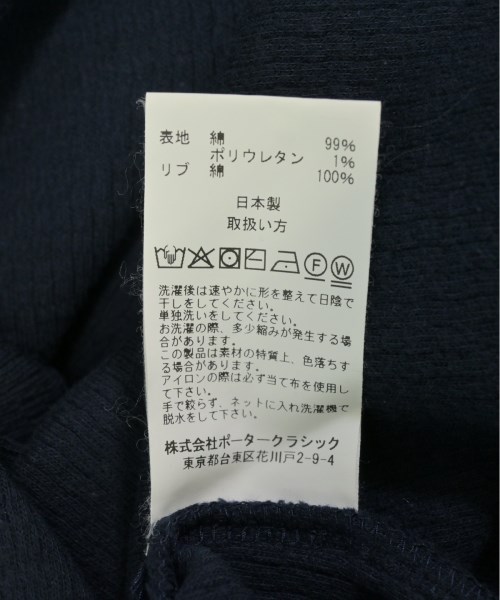 表地 綿 99%
ポリウレタン 1%
リブ 綿 100%
日本製
取扱い方
F W
洗濯後は速やかに形を整えて日陰で
干しをしてください。
単独洗いをしてください。
お洗濯の際、多少縮みが発生する場
合があります。
この製品は素材の特質上、色落ちす
る場合があります。
アイロンの際は必ず当て布を使用し
て下さい。
手で絞らず、ネットに入れ洗濯機で
脱水をして下さい。
株式会社ポータークラシック
東京都台東区花川戸2-9-4